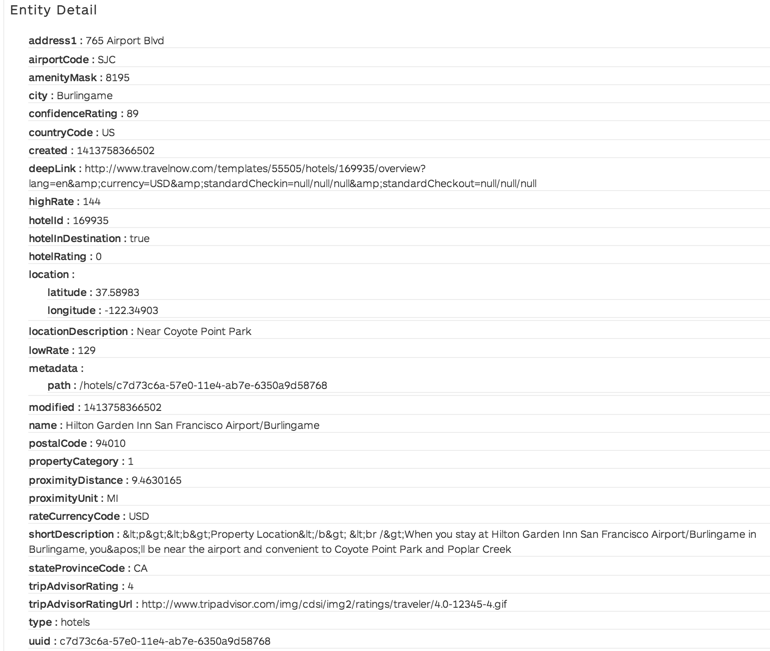 Entity Detail
address1 : 765 Airport Blvd
airportCode : SJC
amenityMask : 8195
city : Burlingame
confidenceRating : 89
countryCode : US
created : 1413758366502
deepLink : http://www.travelnow.com/templates/55505/hotels/169935/overview?
lang=en&amp;currency=USD&amp;standardCheckin=null/null/null&amp;standardCheckout=null/null/null
highRate : 144
hotelId : 169935
hotelInDestination : true
hotelRating : 0
location :
latitude : 37.58983
longitude : -122.34903
locationDescription : Near Coyote Point Park
lowRate : 129
metadata :
path : /hotels/c7d73c6a-57e0-11e4-ab7e-6350a9d58768
modified : 1413758366502
name : Hilton Garden Inn San Francisco Airport/Burlingame
postalCode : 94010
propertyCategory : 1
proximityDistance : 9.4630165
proximityUnit : MI
rateCurrencyCode : USD
shortDescription : &lt;p&gt;&lt;b&gt;Property Location&lt;/b&gt; &lt;br /&gt;When you stay at Hilton Garden Inn San Francisco Airport/Burlingame in
Burlingame, you&apos;ll be near the airport and convenient to Coyote Point Park and Poplar Creek
stateProvinceCode : CA
tripAdvisorRating : 4
tripAdvisorRatingUrl : http://www.tripadvisor.com/img/cdsi/img2/ratings/traveler/4.0-12345-4.gif
type : hotels
uuid : c7d73c6a-57e0-11e4-ab7e-6350a9d58768